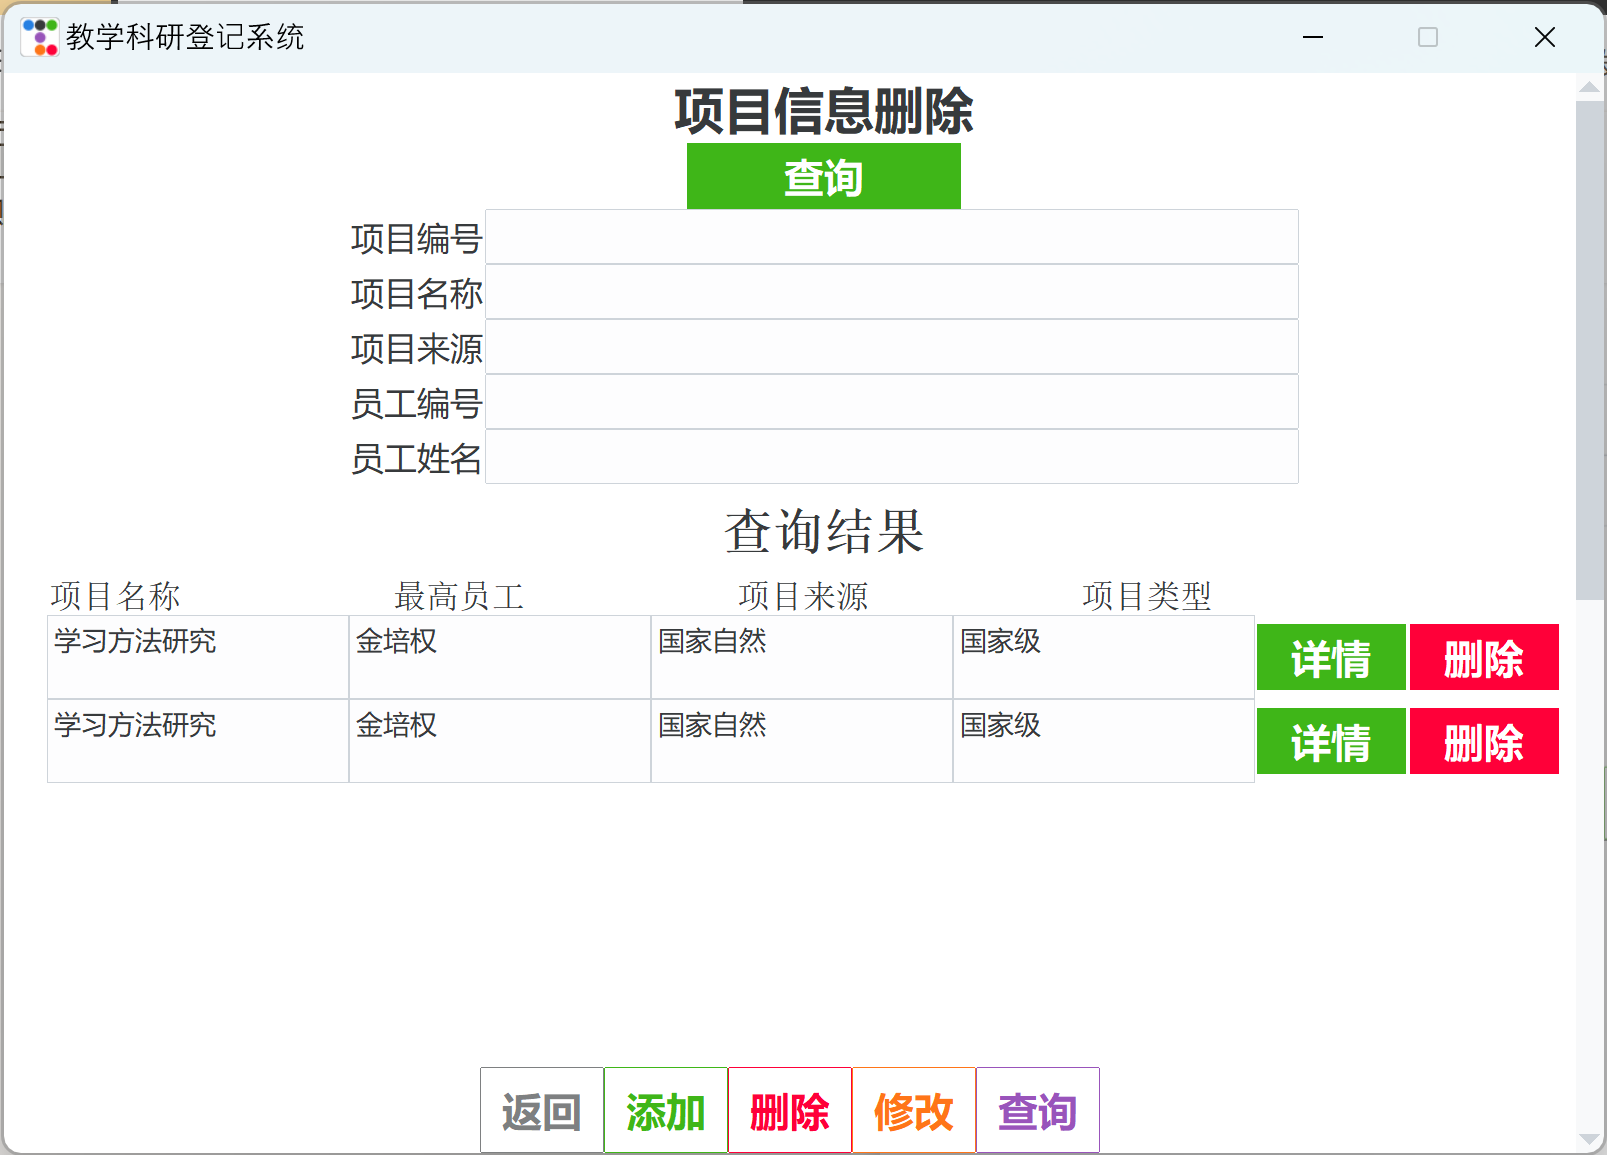 教学科研登记系统
项目信息删除
查询
项目编号
项目名称
项目来源
员工编号
员工姓名
查询结果
项目名称 最高员工 项目来源 项目类型
学习方法研究 金培权 国家自然 国家级 详情 删除
学习方法研究 金培权 国家自然 国家级 详情 删除
返回 添加 删除 修改 查询